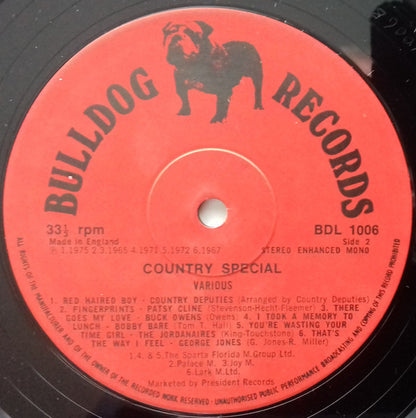 BULLDOG RECORDS
33⅓ rpm
BDL 1006
Made in England
Side 2
℗ 1.1975 2.3.1965 4.1971 5.1972 6.1967
STEREO ENHANCED MONO
COUNTRY SPECIAL
VARIOUS
1. RED HAIRED BOY - COUNTRY DEPUTIES (Arranged by Country Deputies)
2. FINGERPRINTS - PATSY CLINE (Stevenson-Hecht-Fleemer) 3. THERE
GOES MY LOVE - BUCK OWENS (Owens) 4. I TOOK A MEMORY TO
LUNCH - BOBBY BARE (Tom T. Hall) 5. YOU'RE WASTING YOUR
TIME GIRL - THE JORDANAIRES (King-Touchstone) 6. THAT'S
THE WAY I FEEL - GEORGE JONES (G. Jones-R. Miller)
1.4. & 5. The Sparta Florida M. Group Ltd.
2. Palace M. 3. Joy M.
6. Lark M. Ltd.
Marketed by President Records
ALL RIGHTS OF THE MANUFACTURER AND OF THE OWNER OF THE RECORDED WORK RESERVED - UNAUTHORISED PUBLIC PERFORMANCE BROADCASTING AND COPYING OF THIS RECORD PROHIBITED